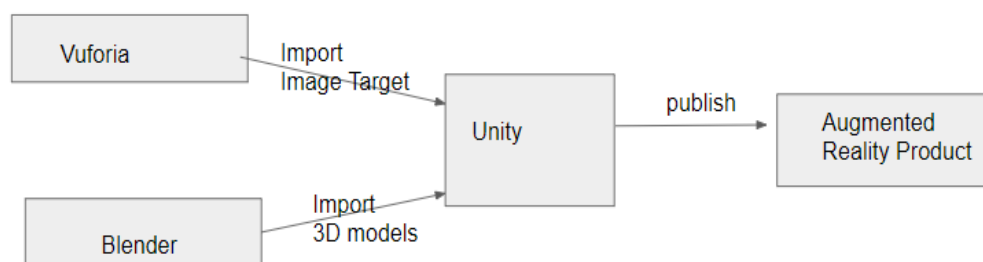 Vuforia
Import
Image Target
Unity
publish
Augmented
Reality Product
Import
3D models
Blender